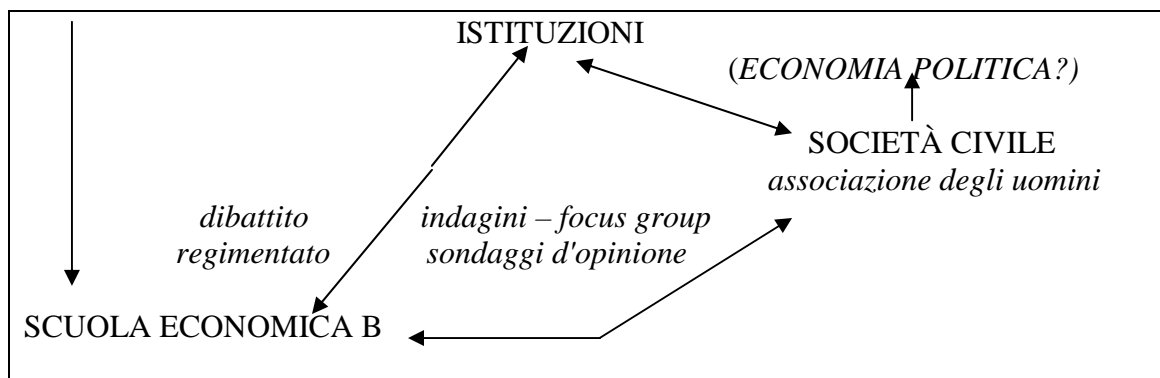 ISTITUZIONI
(ECONOMIA POLITICA?)
SOCIETÀ CIVILE
associazione degli uomini
dibattito
regimentato
indagini – focus group
sondaggi d'opinione
SCUOLA ECONOMICA B